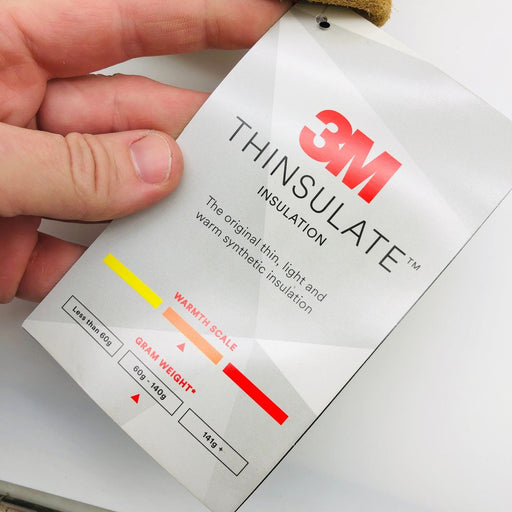 3M
THINSULATE™
INSULATION
The original thin, light and
warm synthetic insulation
WARMTH SCALE
GRAM WEIGHT*
Less than 60g
60g - 140g
141g +